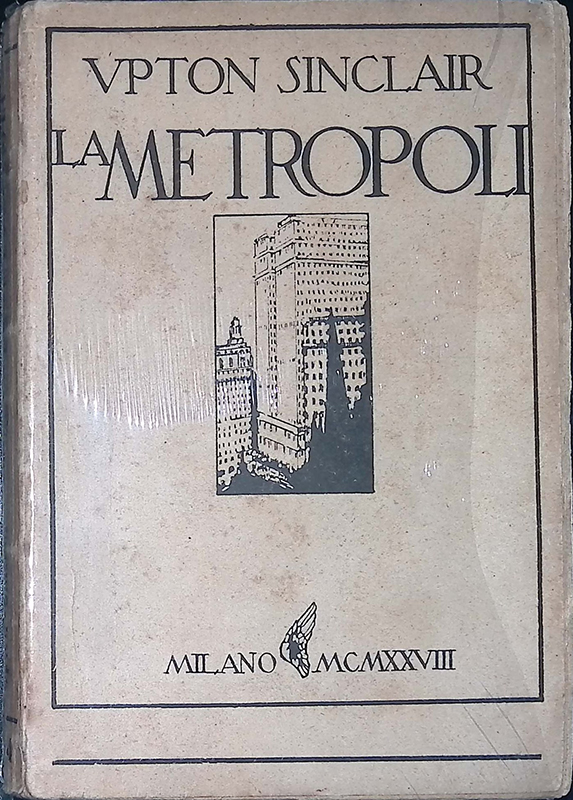 VPTON SINCLAIR
LA METROPOLI
MILANO MCMXXVIII